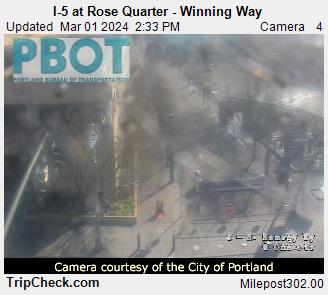 I-5 at Rose Quarter - Winning Way
Updated Mar 01 2024 2:33 PM Camera 4
PBOT
PORTLAND BUREAU OF TRANSPORTATION
Camera courtesy of the City of Portland
TripCheck.com Milepost302.00